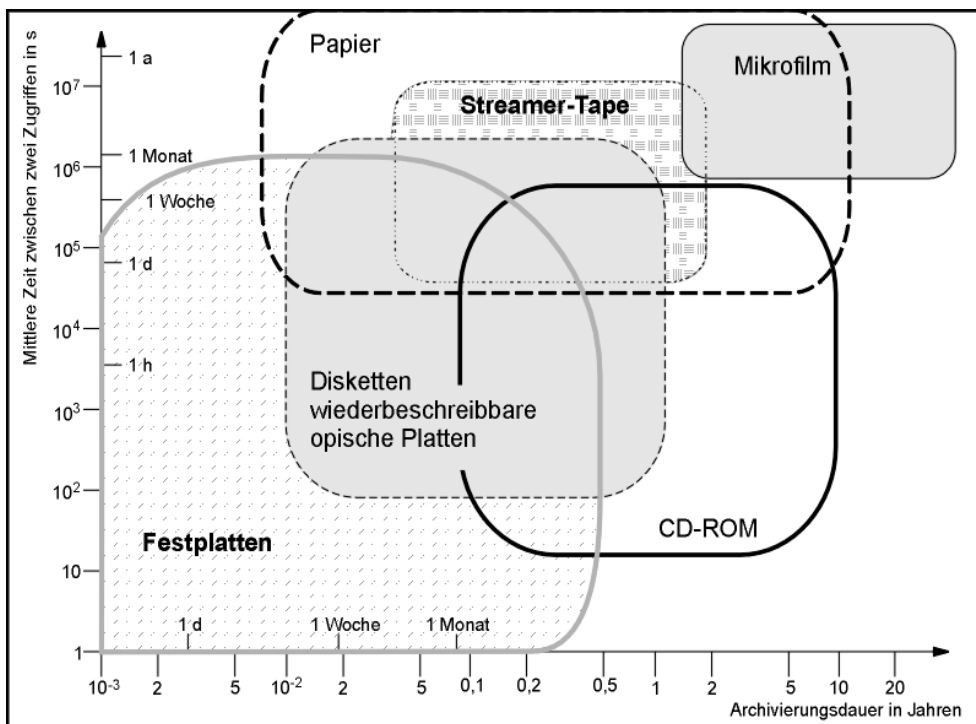 Mittlere Zeit zwischen zwei Zugriffen in s
1 a
10⁷
1 Monat
10⁶
1 Woche
10⁵
1 d
10⁴
1 h
10³
10²
10
1
Papier
Mikrofilm
Streamer-Tape
Disketten
wiederbeschreibbare
opische Platten
CD-ROM
Festplatten
1 d
1 Woche
1 Monat
10⁻³
2
5
10⁻²
2
5
0,1
0,2
0,5
1
2
5
10
20
Archivierungsdauer in Jahren